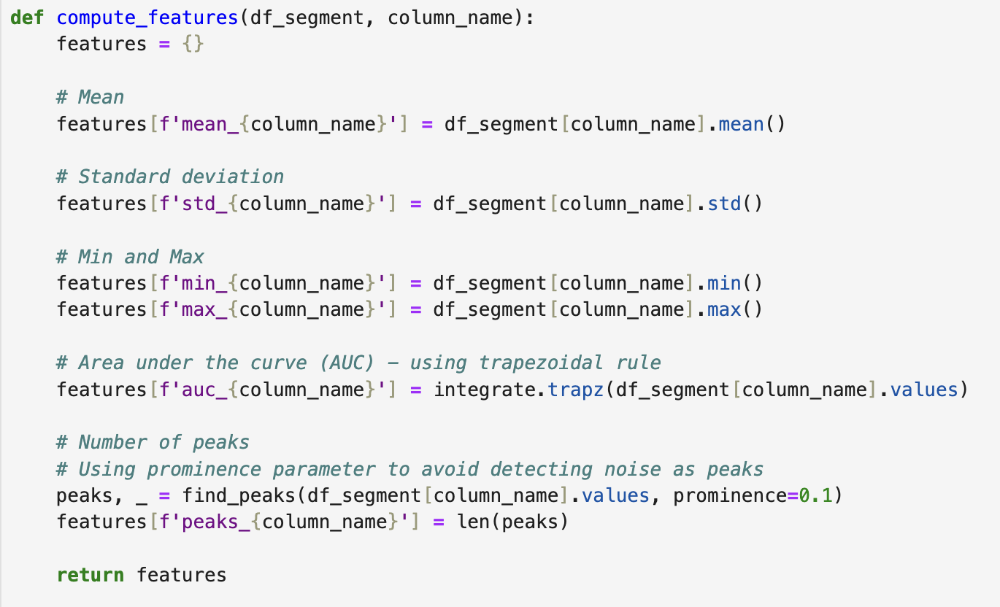 def compute_features(df_segment, column_name):
    features = {}

    # Mean
    features[f'mean_{column_name}'] = df_segment[column_name].mean()

    # Standard deviation
    features[f'std_{column_name}'] = df_segment[column_name].std()

    # Min and Max
    features[f'min_{column_name}'] = df_segment[column_name].min()
    features[f'max_{column_name}'] = df_segment[column_name].max()

    # Area under the curve (AUC) – using trapezoidal rule
    features[f'auc_{column_name}'] = integrate.trapz(df_segment[column_name].values)

    # Number of peaks
    # Using prominence parameter to avoid detecting noise as peaks
    peaks, _ = find_peaks(df_segment[column_name].values, prominence=0.1)
    features[f'peaks_{column_name}'] = len(peaks)

    return features